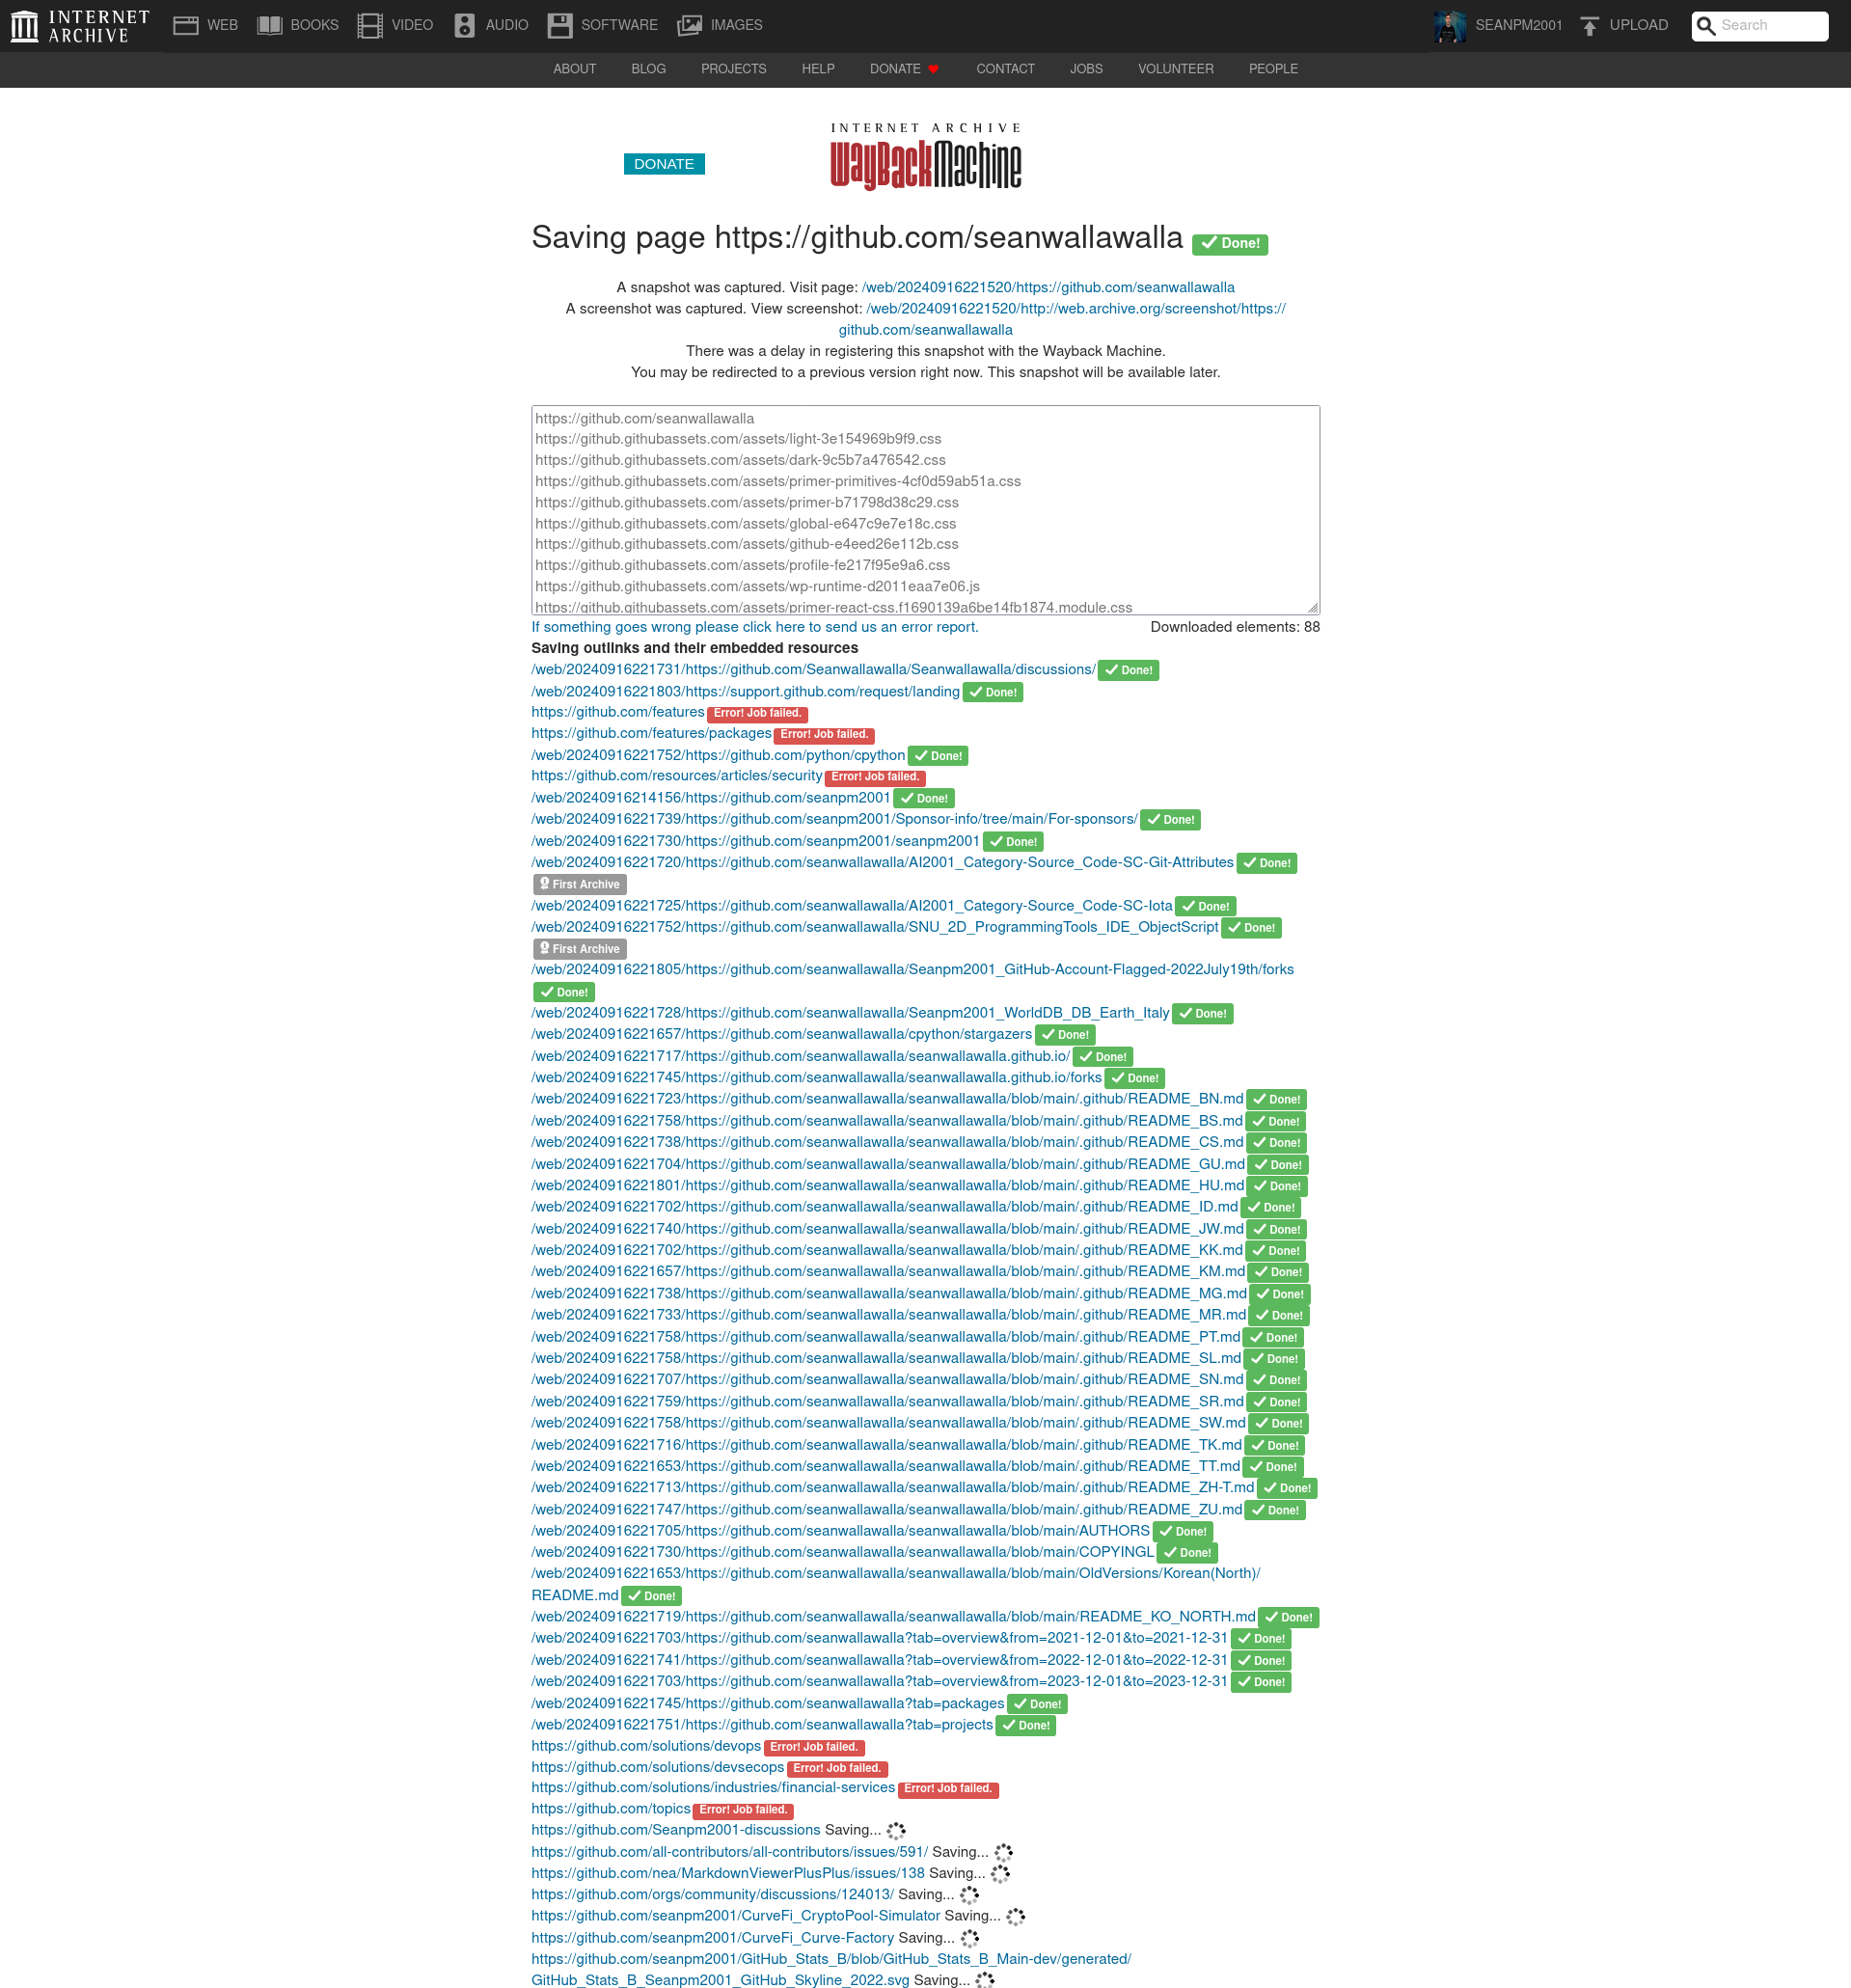 INTERNET ARCHIVE
WEB BOOKS VIDEO AUDIO SOFTWARE IMAGES SEANPM2001 UPLOAD Search
ABOUT BLOG PROJECTS HELP DONATE CONTACT JOBS VOLUNTEER PEOPLE
INTERNET ARCHIVE
WayBackMachine
DONATE
Saving page https://github.com/seanwallawalla Done!
A snapshot was captured. Visit page: /web/20240916221520/https://github.com/seanwallawalla
A screenshot was captured. View screenshot: /web/20240916221520/http://web.archive.org/screenshot/https://
github.com/seanwallawalla
There was a delay in registering this snapshot with the Wayback Machine.
You may be redirected to a previous version right now. This snapshot will be available later.
https://github.com/seanwallawalla
https://github.githubassets.com/assets/light-3e154969b9f9.css
https://github.githubassets.com/assets/dark-9c5b7a476542.css
https://github.githubassets.com/assets/primer-primitives-4cf0d59ab51a.css
https://github.githubassets.com/assets/primer-b71798d38c29.css
https://github.githubassets.com/assets/global-e647c9e7e18c.css
https://github.githubassets.com/assets/github-e4eed26e112b.css
https://github.githubassets.com/assets/profile-fe217f95e9a6.css
https://github.githubassets.com/assets/wp-runtime-d2011eaa7e06.js
https://github.githubassets.com/assets/primer-react-css.f1690139a6be14fb1874.module.css
If something goes wrong please click here to send us an error report. Downloaded elements: 88
Saving outlinks and their embedded resources
/web/20240916221731/https://github.com/Seanwallawalla/Seanwallawalla/discussions/ Done!
/web/20240916221803/https://support.github.com/request/landing Done!
https://github.com/features Error! Job failed.
https://github.com/features/packages Error! Job failed.
/web/20240916221752/https://github.com/python/cpython Done!
https://github.com/resources/articles/security Error! Job failed.
/web/20240916214156/https://github.com/seanpm2001 Done!
/web/20240916221739/https://github.com/seanpm2001/Sponsor-info/tree/main/For-sponsors/ Done!
/web/20240916221730/https://github.com/seanpm2001/seanpm2001 Done!
/web/20240916221720/https://github.com/seanwallawalla/AI2001_Category-Source_Code-SC-Git-Attributes Done!
First Archive
/web/20240916221725/https://github.com/seanwallawalla/AI2001_Category-Source_Code-SC-Iota Done!
/web/20240916221752/https://github.com/seanwallawalla/SNU_2D_ProgrammingTools_IDE_ObjectScript Done!
First Archive
/web/20240916221805/https://github.com/seanwallawalla/Seanpm2001_GitHub-Account-Flagged-2022July19th/forks
Done!
/web/20240916221728/https://github.com/seanwallawalla/Seanpm2001_WorldDB_DB_Earth_Italy Done!
/web/20240916221657/https://github.com/seanwallawalla/cpython/stargazers Done!
/web/20240916221717/https://github.com/seanwallawalla/seanwallawalla.github.io/ Done!
/web/20240916221745/https://github.com/seanwallawalla/seanwallawalla.github.io/forks Done!
/web/20240916221723/https://github.com/seanwallawalla/seanwallawalla/blob/main/.github/README_BN.md Done!
/web/20240916221758/https://github.com/seanwallawalla/seanwallawalla/blob/main/.github/README_BS.md Done!
/web/20240916221738/https://github.com/seanwallawalla/seanwallawalla/blob/main/.github/README_CS.md Done!
/web/20240916221704/https://github.com/seanwallawalla/seanwallawalla/blob/main/.github/README_GU.md Done!
/web/20240916221801/https://github.com/seanwallawalla/seanwallawalla/blob/main/.github/README_HU.md Done!
/web/20240916221702/https://github.com/seanwallawalla/seanwallawalla/blob/main/.github/README_ID.md Done!
/web/20240916221740/https://github.com/seanwallawalla/seanwallawalla/blob/main/.github/README_JW.md Done!
/web/20240916221702/https://github.com/seanwallawalla/seanwallawalla/blob/main/.github/README_KK.md Done!
/web/20240916221657/https://github.com/seanwallawalla/seanwallawalla/blob/main/.github/README_KM.md Done!
/web/20240916221738/https://github.com/seanwallawalla/seanwallawalla/blob/main/.github/README_MG.md Done!
/web/20240916221733/https://github.com/seanwallawalla/seanwallawalla/blob/main/.github/README_MR.md Done!
/web/20240916221758/https://github.com/seanwallawalla/seanwallawalla/blob/main/.github/README_PT.md Done!
/web/20240916221758/https://github.com/seanwallawalla/seanwallawalla/blob/main/.github/README_SL.md Done!
/web/20240916221707/https://github.com/seanwallawalla/seanwallawalla/blob/main/.github/README_SN.md Done!
/web/20240916221759/https://github.com/seanwallawalla/seanwallawalla/blob/main/.github/README_SR.md Done!
/web/20240916221758/https://github.com/seanwallawalla/seanwallawalla/blob/main/.github/README_SW.md Done!
/web/20240916221716/https://github.com/seanwallawalla/seanwallawalla/blob/main/.github/README_TK.md Done!
/web/20240916221653/https://github.com/seanwallawalla/seanwallawalla/blob/main/.github/README_TT.md Done!
/web/20240916221713/https://github.com/seanwallawalla/seanwallawalla/blob/main/.github/README_ZH-T.md Done!
/web/20240916221747/https://github.com/seanwallawalla/seanwallawalla/blob/main/.github/README_ZU.md Done!
/web/20240916221705/https://github.com/seanwallawalla/seanwallawalla/blob/main/AUTHORS Done!
/web/20240916221730/https://github.com/seanwallawalla/seanwallawalla/blob/main/COPYINGL Done!
/web/20240916221653/https://github.com/seanwallawalla/seanwallawalla/blob/main/OldVersions/Korean(North)/
README.md Done!
/web/20240916221719/https://github.com/seanwallawalla/seanwallawalla/blob/main/README_KO_NORTH.md Done!
/web/20240916221703/https://github.com/seanwallawalla?tab=overview&from=2021-12-01&to=2021-12-31 Done!
/web/20240916221741/https://github.com/seanwallawalla?tab=overview&from=2022-12-01&to=2022-12-31 Done!
/web/20240916221703/https://github.com/seanwallawalla?tab=overview&from=2023-12-01&to=2023-12-31 Done!
/web/20240916221745/https://github.com/seanwallawalla?tab=packages Done!
/web/20240916221751/https://github.com/seanwallawalla?tab=projects Done!
https://github.com/solutions/devops Error! Job failed.
https://github.com/solutions/devsecops Error! Job failed.
https://github.com/solutions/industries/financial-services Error! Job failed.
https://github.com/topics Error! Job failed.
https://github.com/Seanpm2001-discussions Saving...
https://github.com/all-contributors/all-contributors/issues/591/ Saving...
https://github.com/nea/MarkdownViewerPlusPlus/issues/138 Saving...
https://github.com/orgs/community/discussions/124013/ Saving...
https://github.com/seanpm2001/CurveFi_CryptoPool-Simulator Saving...
https://github.com/seanpm2001/CurveFi_Curve-Factory Saving...
https://github.com/seanpm2001/GitHub_Stats_B/blob/GitHub_Stats_B_Main-dev/generated/
GitHub_Stats_B_Seanpm2001_GitHub_Skyline_2022.svg Saving...